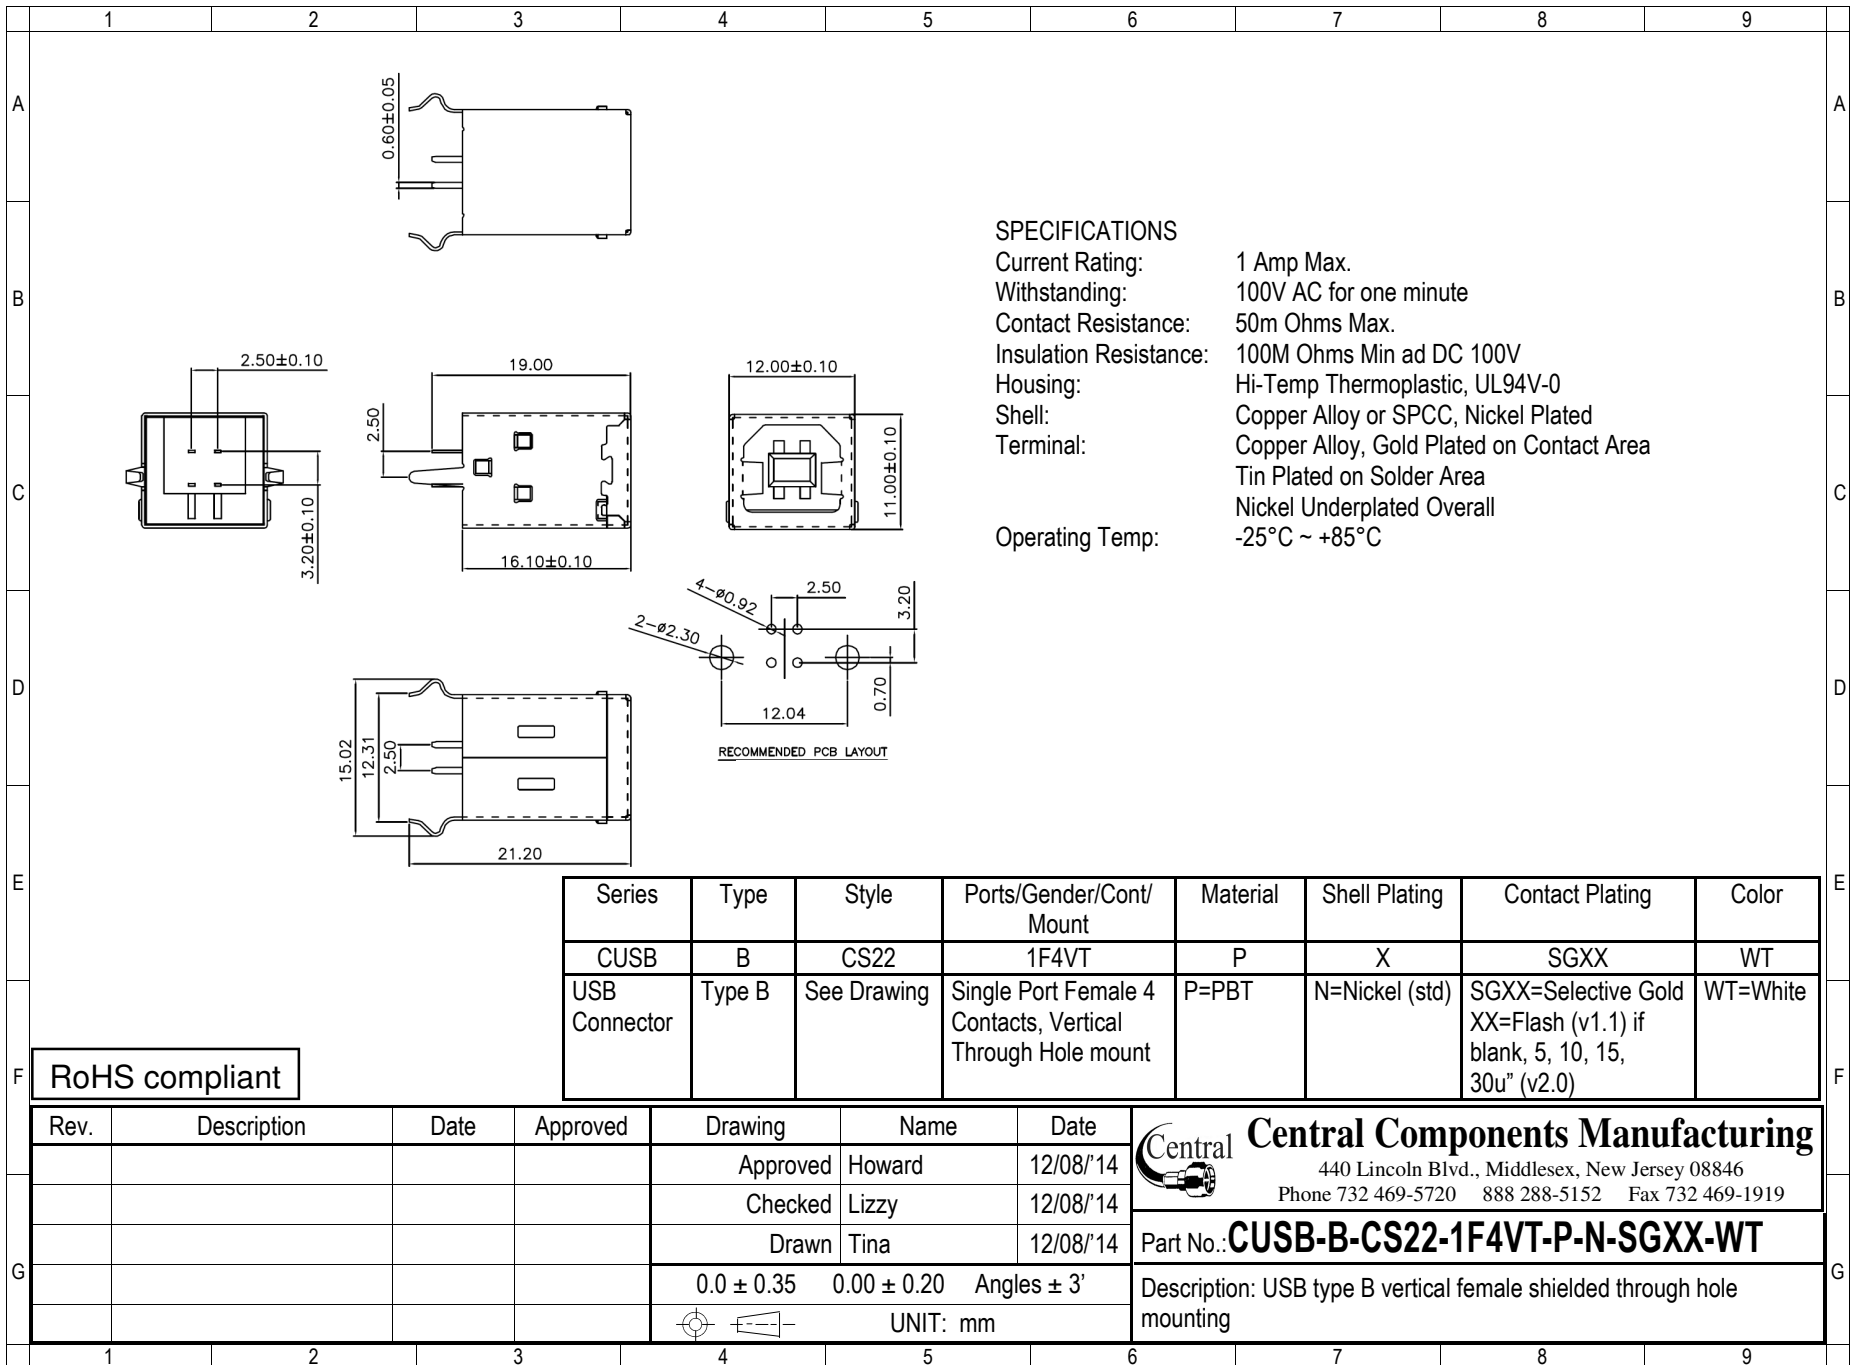 1 2 3 4 5 6 7 8 9
A A
B B
C C
D D
E E
F F
G G
0.60±0.05
2.50±0.10
3.20±0.10
19.00
2.50
16.10±0.10
12.00±0.10
11.00±0.10
4-ø0.92
2-ø2.30
2.50
3.20
0.70
12.04
RECOMMENDED PCB LAYOUT
15.02
12.31
2.50
21.20
SPECIFICATIONS
Current Rating: 1 Amp Max.
Withstanding: 100V AC for one minute
Contact Resistance: 50m Ohms Max.
Insulation Resistance: 100M Ohms Min ad DC 100V
Housing: Hi-Temp Thermoplastic, UL94V-0
Shell: Copper Alloy or SPCC, Nickel Plated
Terminal: Copper Alloy, Gold Plated on Contact Area
Tin Plated on Solder Area
Nickel Underplated Overall
Operating Temp: -25°C ~ +85°C
Series Type Style Ports/Gender/Cont/ Material Shell Plating Contact Plating Color
Mount
CUSB B CS22 1F4VT P X SGXX WT
USB Type B See Drawing Single Port Female 4 P=PBT N=Nickel (std) SGXX=Selective Gold WT=White
Connector Contacts, Vertical XX=Flash (v1.1) if
Through Hole mount blank, 5, 10, 15,
30u" (v2.0)
RoHS compliant
Rev. Description Date Approved
Drawing Name Date
Approved Howard 12/08/'14
Checked Lizzy 12/08/'14
Drawn Tina 12/08/'14
0.0 ± 0.35 0.00 ± 0.20 Angles ± 3'
UNIT: mm
Central
Central Components Manufacturing
440 Lincoln Blvd., Middlesex, New Jersey 08846
Phone 732 469-5720 888 288-5152 Fax 732 469-1919
Part No.: CUSB-B-CS22-1F4VT-P-N-SGXX-WT
Description: USB type B vertical female shielded through hole
mounting
1 2 3 4 5 6 7 8 9